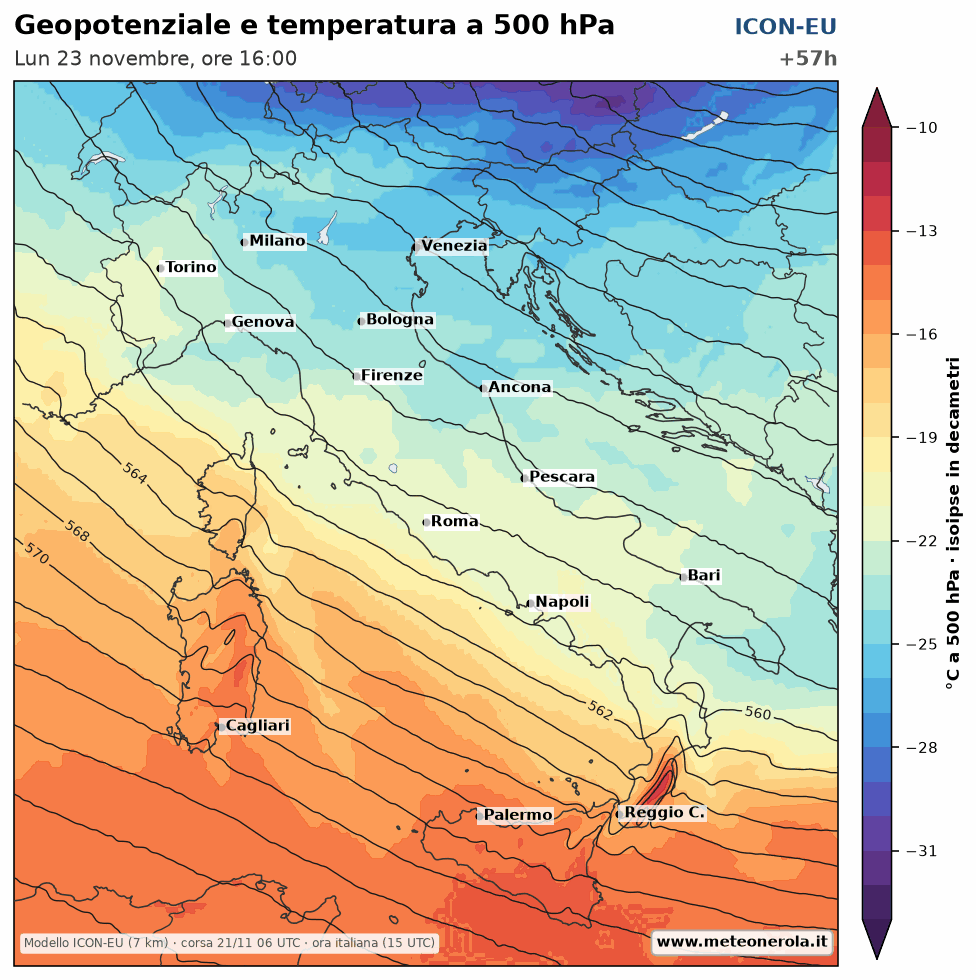 Geopotenziale e temperatura a 500 hPa
ICON-EU
Lun 23 novembre, ore 16:00
+57h
Milano
Venezia
Torino
Genova
Bologna
Firenze
Ancona
564
Pescara
568
Roma
570
Bari
Napoli
562
560
Cagliari
Palermo
Reggio C.
Modello ICON-EU (7 km) · corsa 21/11 06 UTC · ora italiana (15 UTC)
www.meteonerola.it
−10
−13
−16
−19
−22
−25
−28
−31
°C a 500 hPa · isoipse in decametri